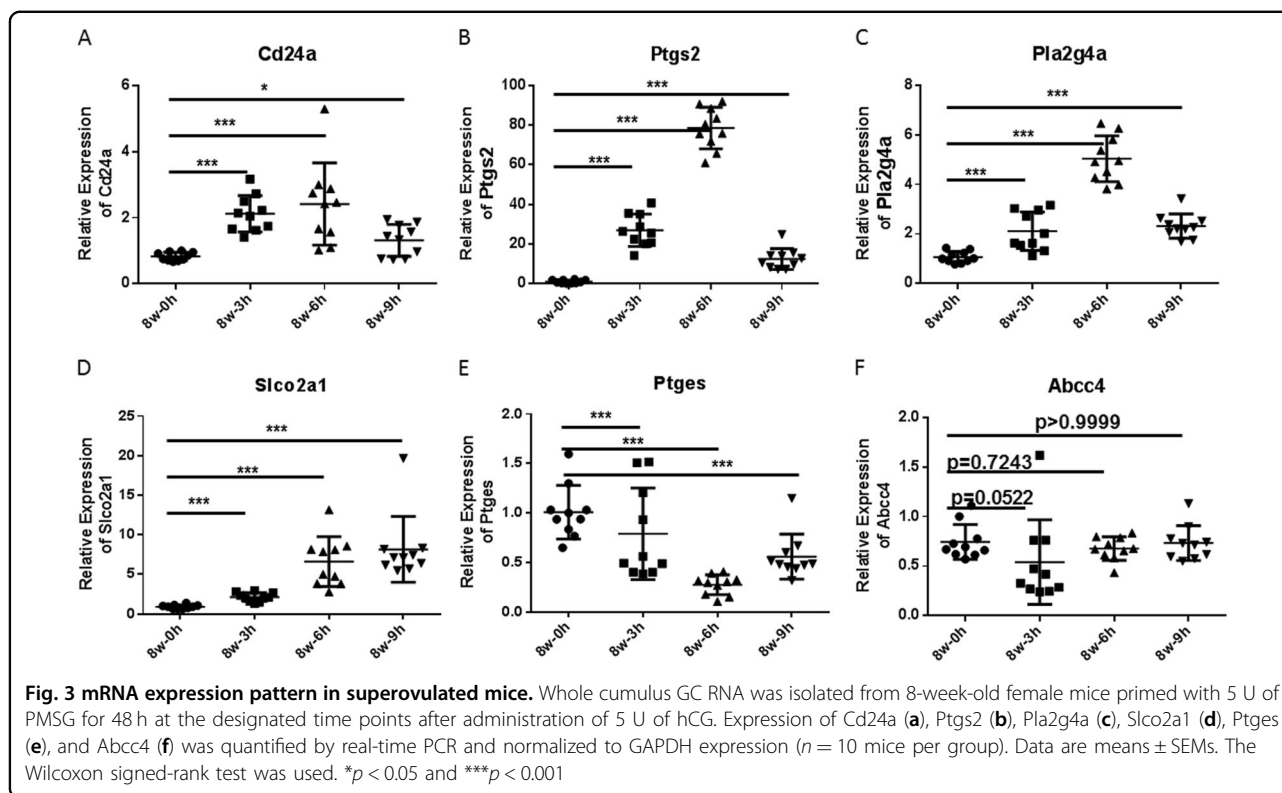 A
Cd24a
Relative Expression
of Cd24a
6
4
2
0
*
***
***
8w-0h
8w-3h
8w-6h
8w-9h
B
Ptgs2
Relative Expression
of Ptgs2
100
80
60
40
20
0
***
***
***
8w-0h
8w-3h
8w-6h
8w-9h
C
Pla2g4a
Relative Expression
of Pla2g4a
8
6
4
2
0
***
***
***
8w-0h
8w-3h
8w-6h
8w-9h
D
Slco2a1
Relative Expression
of Slco2a1
25
20
15
10
5
0
***
***
***
8w-0h
8w-3h
8w-6h
8w-9h
E
Ptges
Relative Expression
of Ptges
2.0
1.5
1.0
0.5
0.0
***
***
***
8w-0h
8w-3h
8w-6h
8w-9h
F
Abcc4
Relative Expression
of Abcc4
2.0
1.5
1.0
0.5
0.0
p>0.9999
p=0.7243
p=0.0522
8w-0h
8w-3h
8w-6h
8w-9h
Fig. 3 mRNA expression pattern in superovulated mice. Whole cumulus GC RNA was isolated from 8-week-old female mice primed with 5 U of
PMSG for 48 h at the designated time points after administration of 5 U of hCG. Expression of Cd24a (a), Ptgs2 (b), Pla2g4a (c), Slco2a1 (d), Ptges
(e), and Abcc4 (f) was quantified by real-time PCR and normalized to GAPDH expression (n = 10 mice per group). Data are means ± SEMs. The
Wilcoxon signed-rank test was used. *p < 0.05 and ***p < 0.001